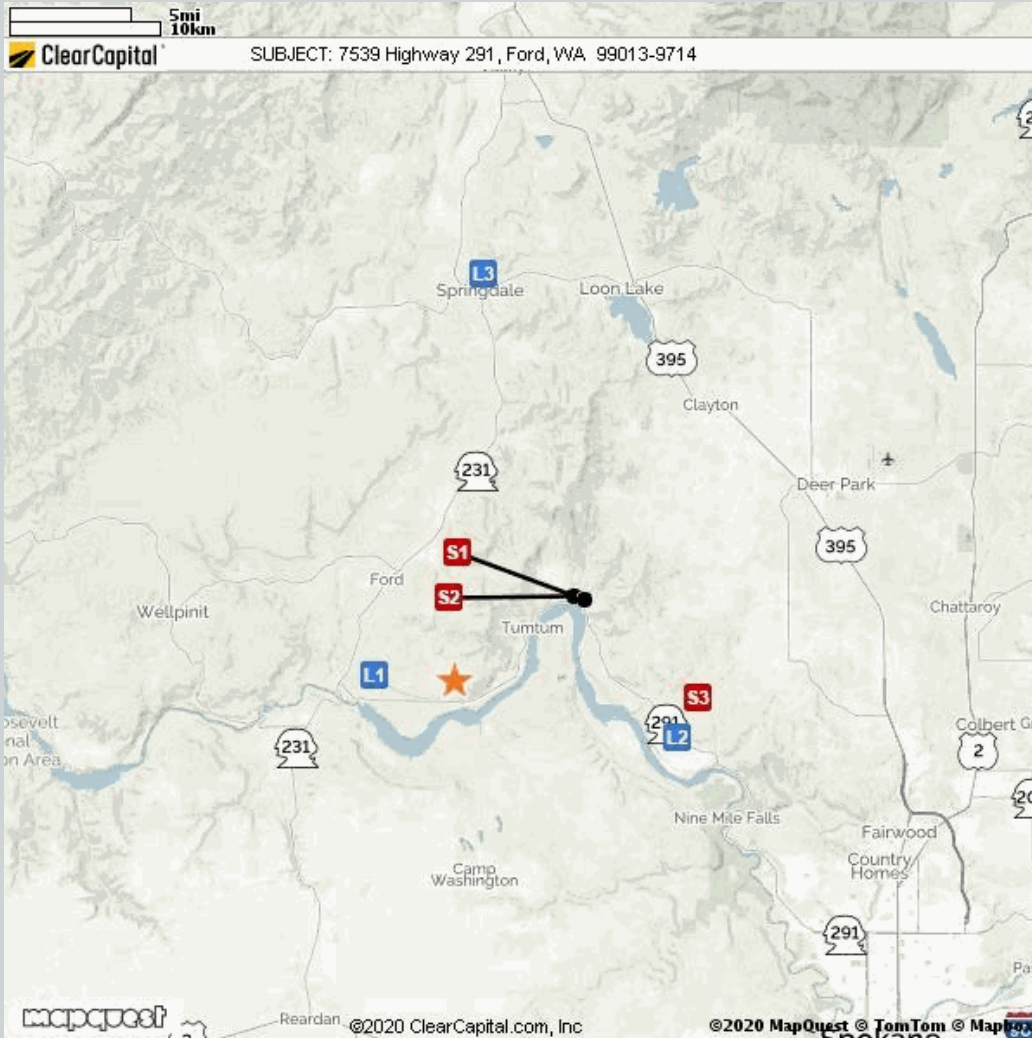 5mi
10km
ClearCapital
SUBJECT: 7539 Highway 291, Ford, WA 99013-9714
L3
Springdale
Loon Lake
395
Clayton
231
Deer Park
395
S1
Ford
S2
Wellpinit
Chattaroy
Tumtum
L1
S3
291
L2
231
2
Nine Mile Falls
Fairwood
Country
Homes
Camp
Washington
291
Reardan
mapquest
©2020 ClearCapital.com, Inc
©2020 MapQuest © TomTom © Mapbox
Spokane